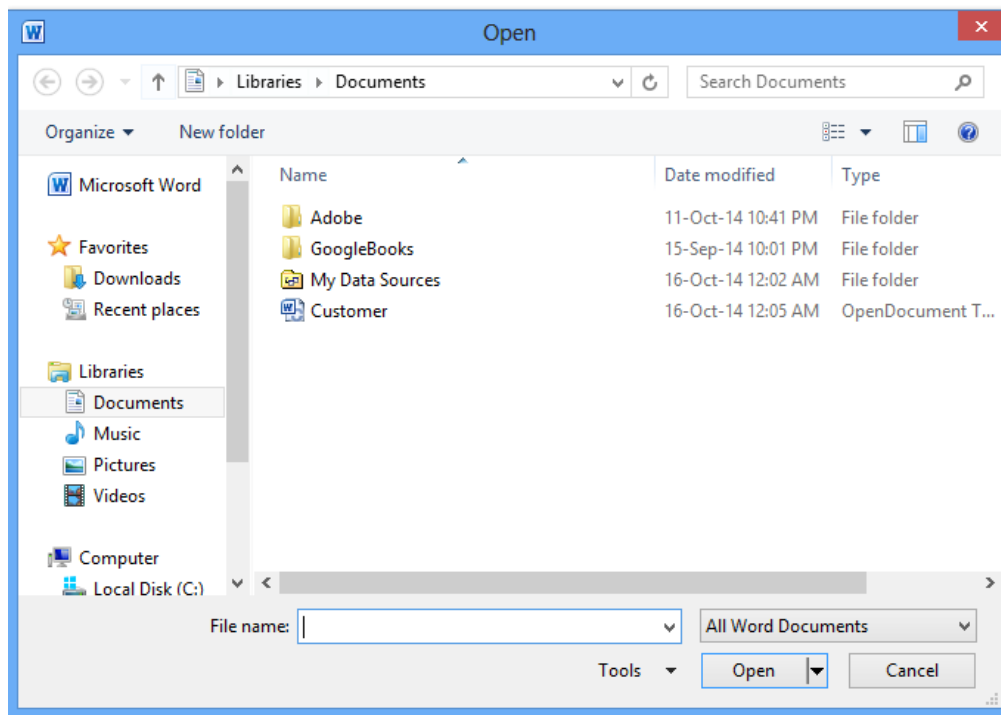 Open
Libraries Documents Search Documents
Organize New folder
Microsoft Word
Favorites
Downloads
Recent places
Libraries
Documents
Music
Pictures
Videos
Computer
Local Disk (C:)
Name Date modified Type
Adobe 11-Oct-14 10:41 PM File folder
GoogleBooks 15-Sep-14 10:01 PM File folder
My Data Sources 16-Oct-14 12:02 AM File folder
Customer 16-Oct-14 12:05 AM OpenDocument T...
File name: All Word Documents
Tools Open Cancel